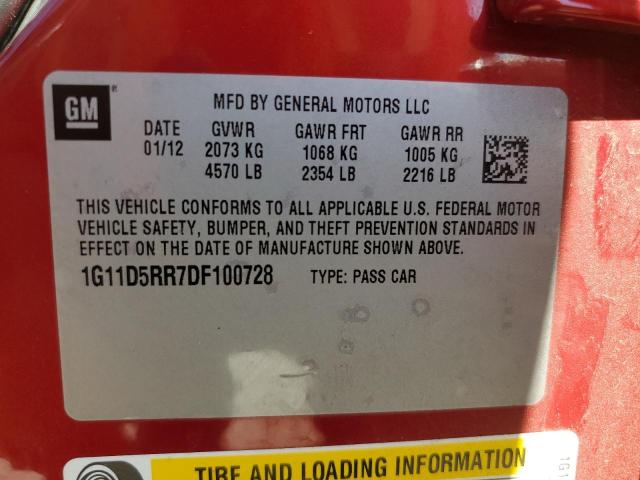 GM
MFD BY GENERAL MOTORS LLC
DATE GVWR GAWR FRT GAWR RR
01/12 2073 KG 1068 KG 1005 KG
4570 LB 2354 LB 2216 LB
THIS VEHICLE CONFORMS TO ALL APPLICABLE U.S. FEDERAL MOTOR
VEHICLE SAFETY, BUMPER, AND THEFT PREVENTION STANDARDS IN
EFFECT ON THE DATE OF MANUFACTURE SHOWN ABOVE.
1G11D5RR7DF100728 TYPE: PASS CAR
TIRE AND LOADING INFORMATION
1G1